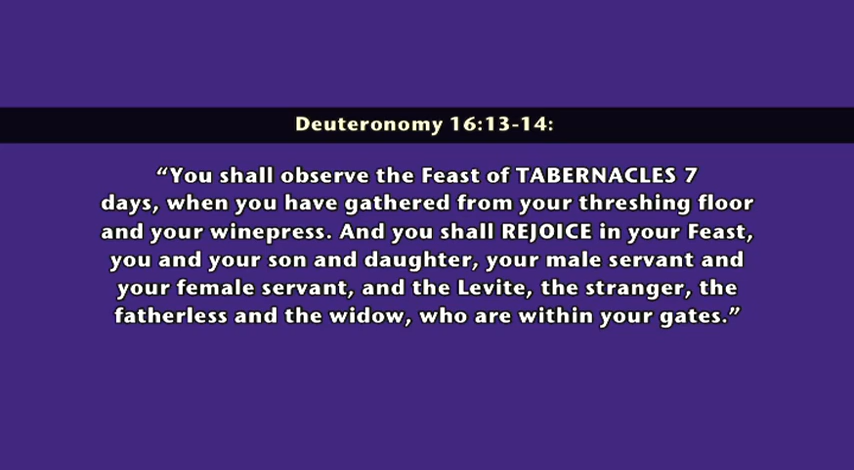 Deuteronomy 16:13-14:
“You shall observe the Feast of TABERNACLES 7
days, when you have gathered from your threshing floor
and your winepress. And you shall REJOICE in your Feast,
you and your son and daughter, your male servant and
your female servant, and the Levite, the stranger, the
fatherless and the widow, who are within your gates.”